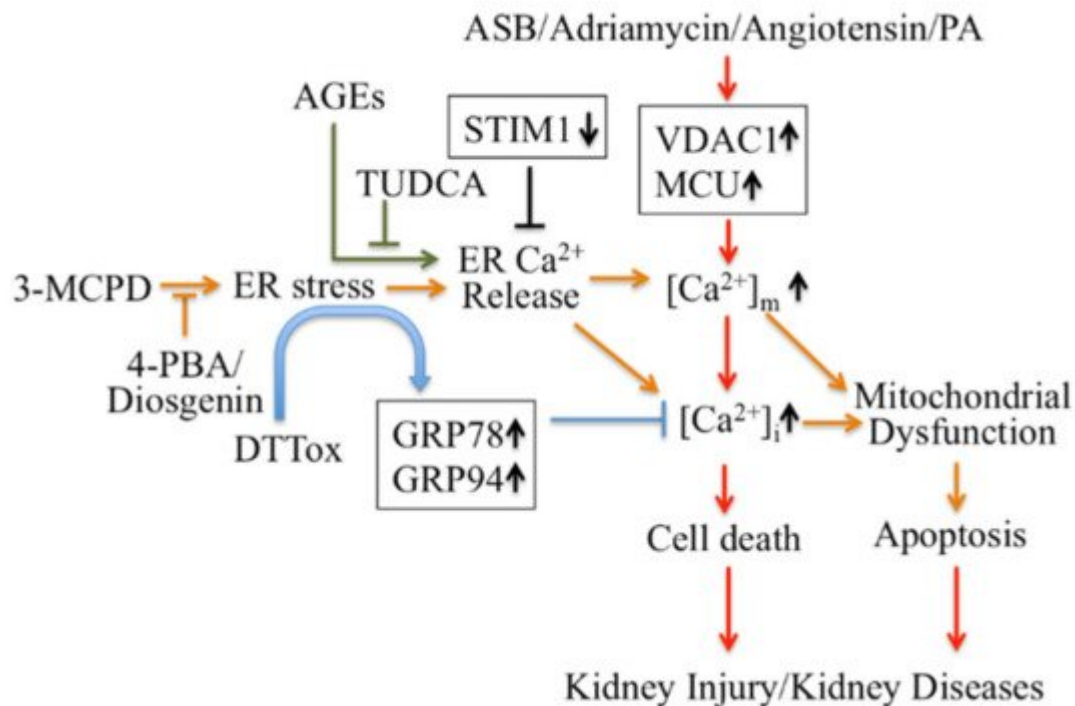 ASB/Adriamycin/Angiotensin/PA
AGEs
STIM1↓
VDAC1↑
MCU↑
TUDCA
ER Ca²⁺
Release
3-MCPD
ER stress
[Ca²⁺]ₘ ↑
4-PBA/
Diosgenin
DTTox
GRP78↑
GRP94↑
[Ca²⁺]ᵢ↑
Mitochondrial
Dysfunction
Cell death
Apoptosis
Kidney Injury/Kidney Diseases